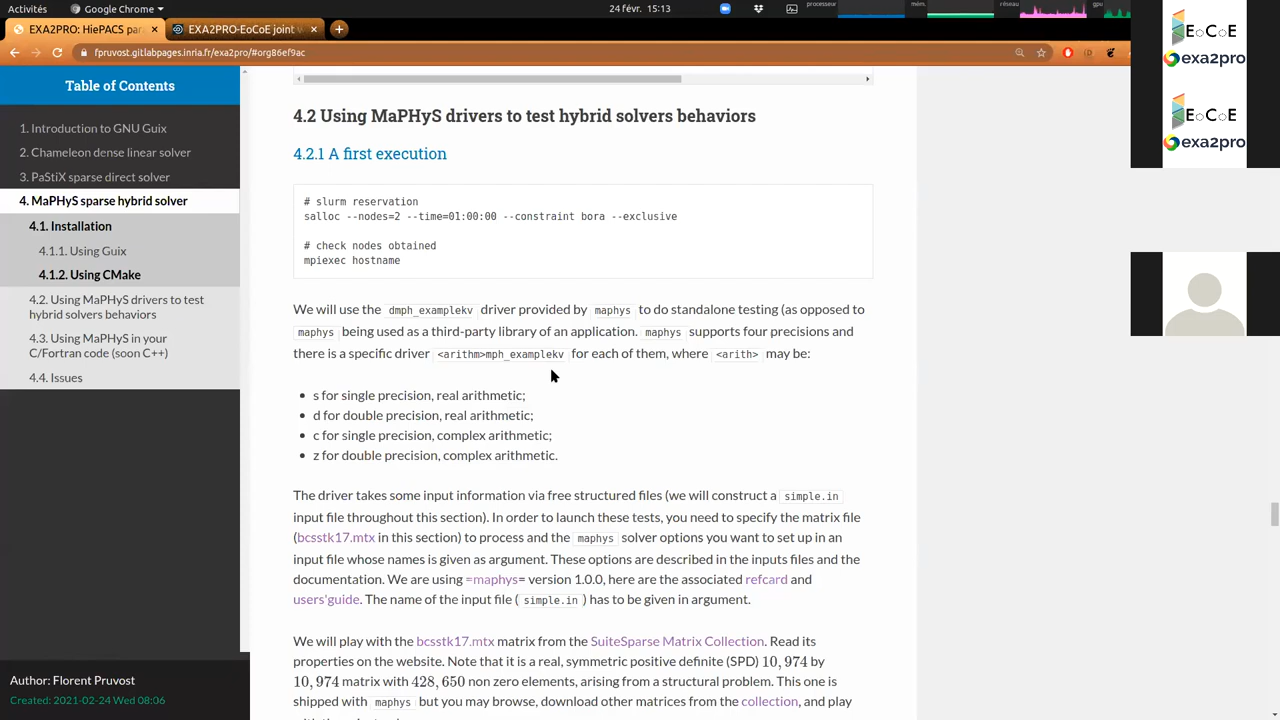 Activités
Google Chrome
24 févr. 15:13
processeur
mém.
réseau
gpu
EXA2PRO: HiePACS par
EXA2PRO-EoCoE joint w
fpruvost.gitlabpages.inria.fr/exa2pro/#org86ef9ac
Table of Contents
1. Introduction to GNU Guix
2. Chameleon dense linear solver
3. PaStiX sparse direct solver
4. MaPHyS sparse hybrid solver
4.1. Installation
4.1.1. Using Guix
4.1.2. Using CMake
4.2. Using MaPHyS drivers to test
hybrid solvers behaviors
4.3. Using MaPHyS in your
C/Fortran code (soon C++)
4.4. Issues
Author: Florent Pruvost
Created: 2021-02-24 Wed 08:06
4.2 Using MaPHyS drivers to test hybrid solvers behaviors
4.2.1 A first execution
# slurm reservation
salloc --nodes=2 --time=01:00:00 --constraint bora --exclusive
# check nodes obtained
mpiexec hostname
We will use the dmph_examplekv driver provided by maphys to do standalone testing (as opposed to
maphys being used as a third-party library of an application. maphys supports four precisions and
there is a specific driver <arithm>mph_examplekv for each of them, where <arith> may be:
• s for single precision, real arithmetic;
• d for double precision, real arithmetic;
• c for single precision, complex arithmetic;
• z for double precision, complex arithmetic.
The driver takes some input information via free structured files (we will construct a simple.in
input file throughout this section). In order to launch these tests, you need to specify the matrix file
(bcsstk17.mtx in this section) to process and the maphys solver options you want to set up in an
input file whose names is given as argument. These options are described in the inputs files and the
documentation. We are using =maphys= version 1.0.0, here are the associated refcard and
users'guide. The name of the input file ( simple.in ) has to be given in argument.
We will play with the bcsstk17.mtx matrix from the SuiteSparse Matrix Collection. Read its
properties on the website. Note that it is a real, symmetric positive definite (SPD) 10,974 by
10,974 matrix with 428,650 non zero elements, arising from a structural problem. This one is
shipped with maphys but you may browse, download other matrices from the collection, and play
EoCoE
exa2pro
EoCoE
exa2pro